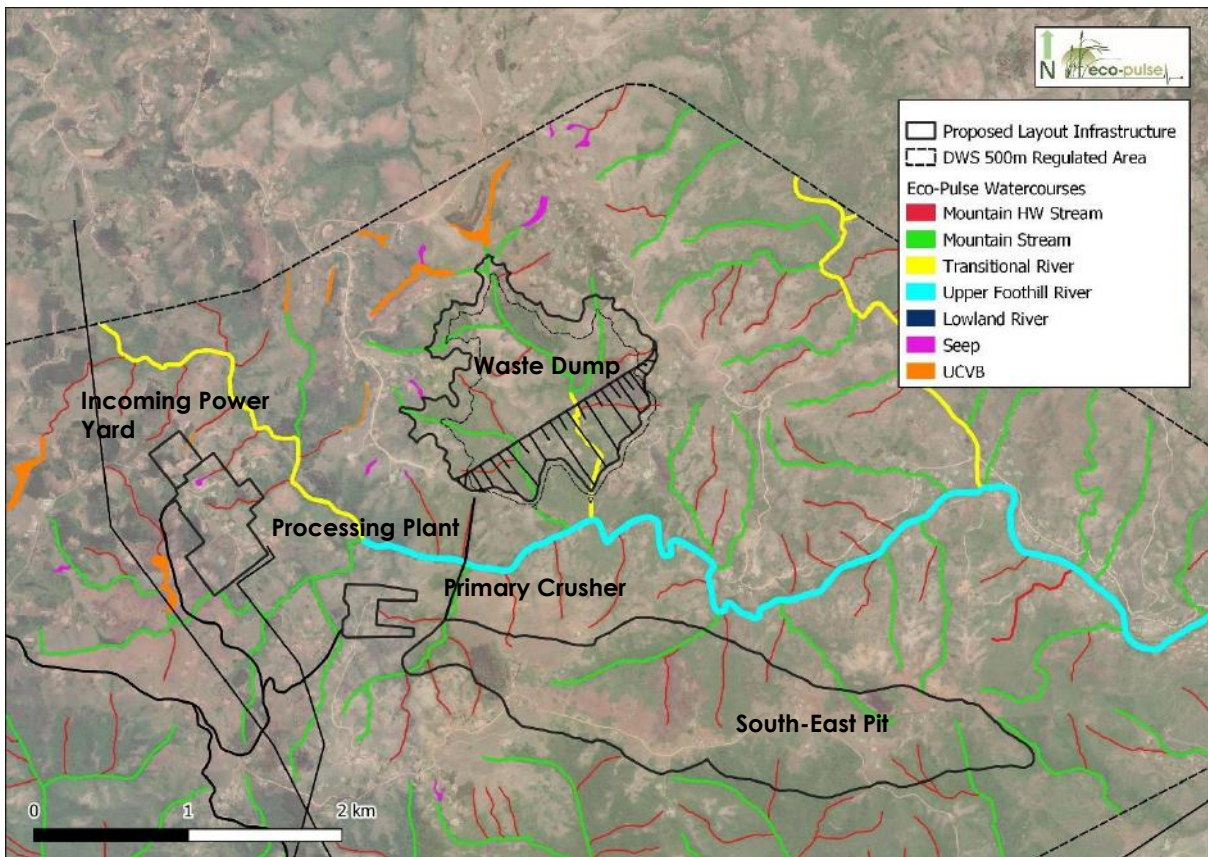 N
eco-pulse
Proposed Layout Infrastructure
DWS 500m Regulated Area
Eco-Pulse Watercourses
Mountain HW Stream
Mountain Stream
Transitional River
Upper Foothill River
Lowland River
Seep
UCVB
Waste Dump
Incoming Power
Yard
Processing Plant
Primary Crusher
South-East Pit
0 1 2 km